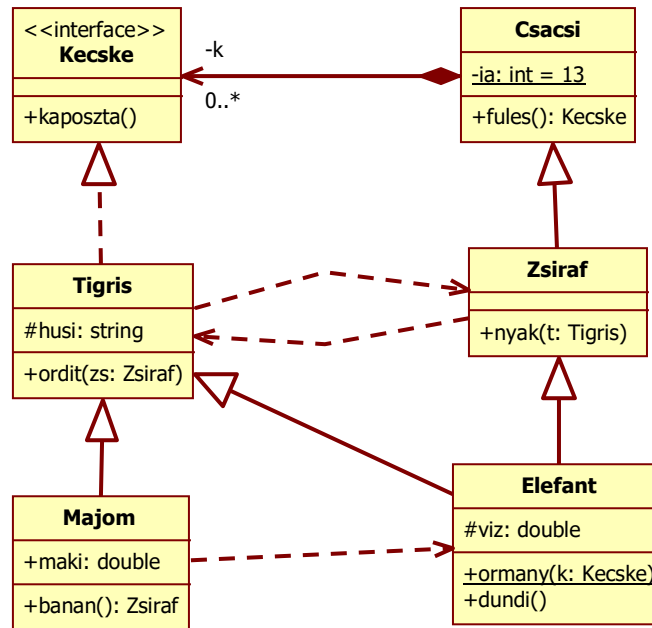 <<interface>>
Kecske
+kaposzta()
-k
0..*
Csacsi
-ia: int = 13
+fules(): Kecske
Tigris
#husi: string
+ordit(zs: Zsiraf)
Zsiraf
+nyak(t: Tigris)
Majom
+maki: double
+banan(): Zsiraf
Elefant
#viz: double
+ormany(k: Kecske)
+dundi()